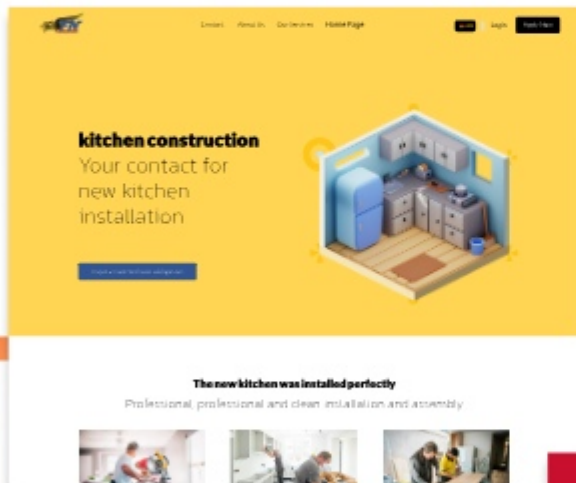 Contact About Us Our Services Home Page
Login
kitchen construction
Your contact for
new kitchen
installation
The new kitchen was installed perfectly
Professional, professional and clean installation and assembly